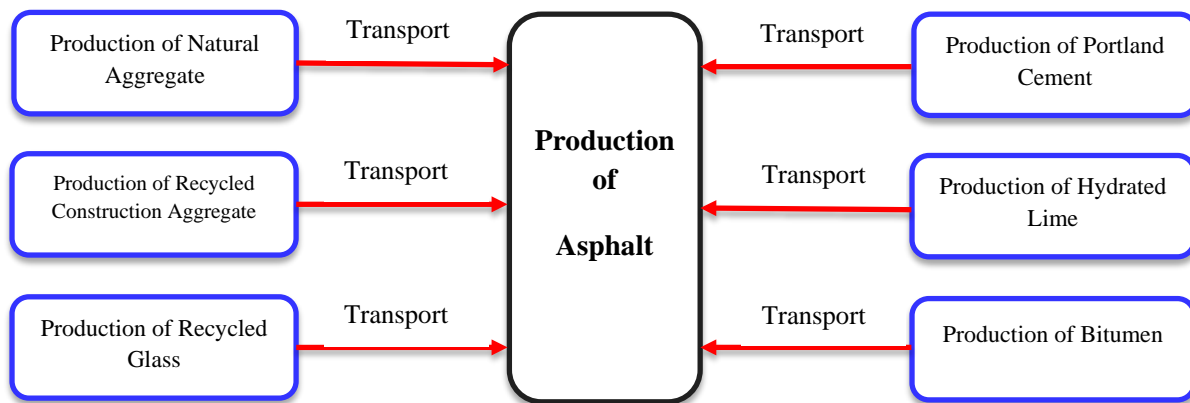 Production of Natural
Aggregate
Transport
Production of Recycled
Construction Aggregate
Transport
Production of Recycled
Glass
Transport
Production
of
Asphalt
Transport
Production of Portland
Cement
Transport
Production of Hydrated
Lime
Transport
Production of Bitumen